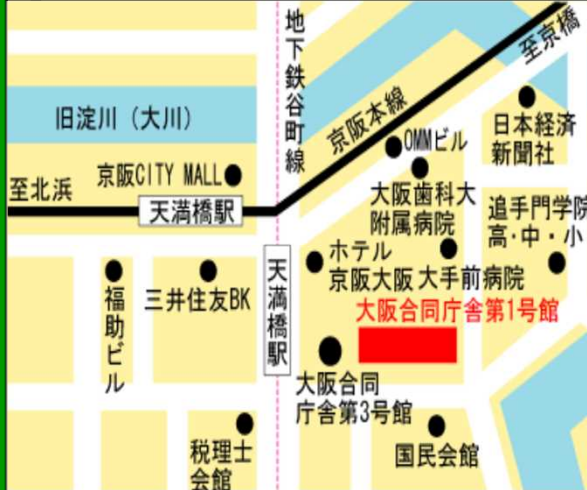 地下鉄谷町線
至京橋
旧淀川（大川）
京阪本線
OMMビル
日本経済
新聞社
至北浜
京阪CITY MALL
天満橋駅
大阪歯科大
附属病院
追手門学院
高・中・小
福助ビル
三井住友BK
天満橋駅
ホテル
京阪大阪
大手前病院
大阪合同庁舎第1号館
大阪合同
庁舎第3号館
税理士
会館
国民会館